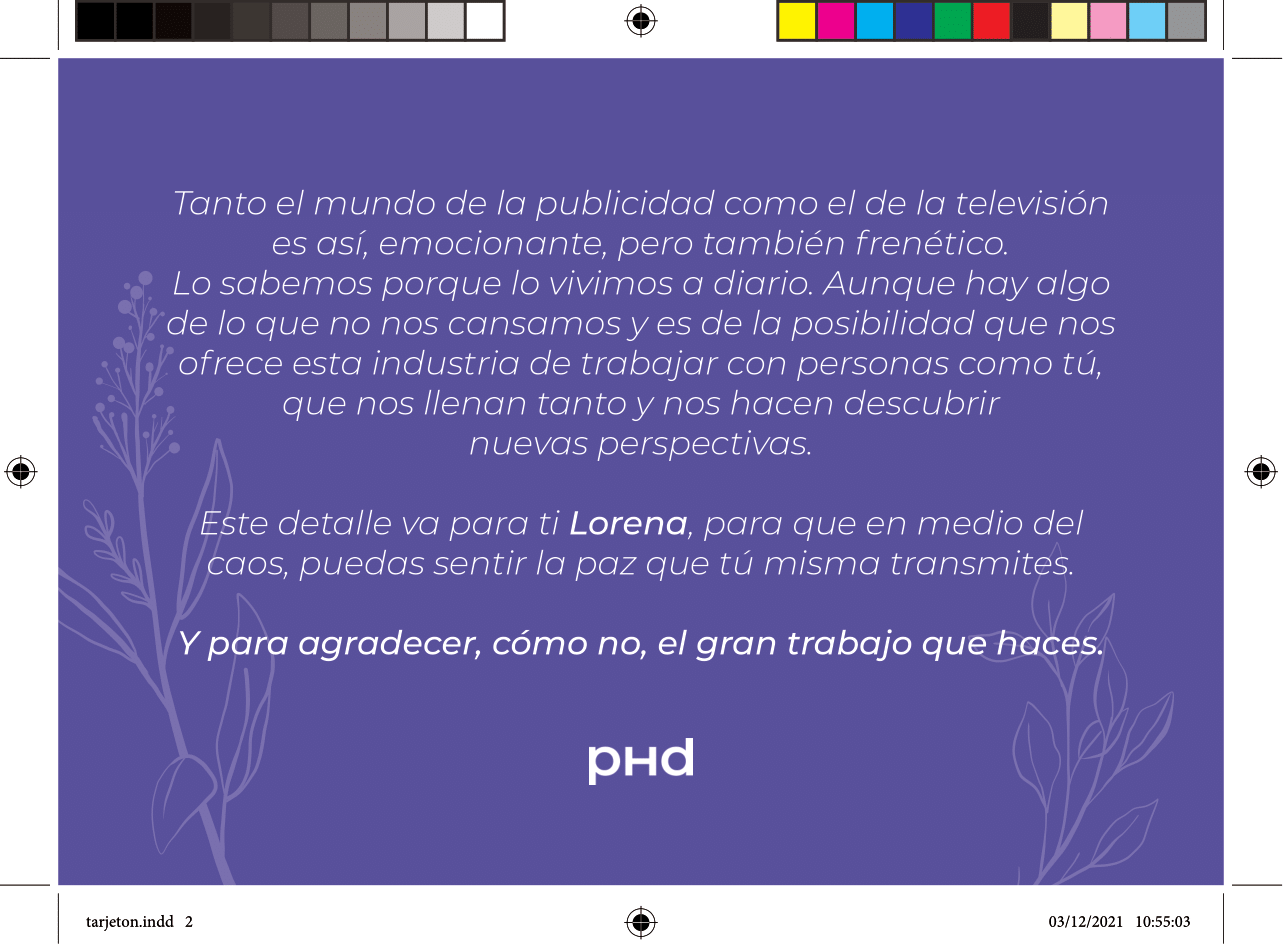 Tanto el mundo de la publicidad como el de la televisión
es así, emocionante, pero también frenético.
Lo sabemos porque lo vivimos a diario. Aunque hay algo
de lo que no nos cansamos y es de la posibilidad que nos
ofrece esta industria de trabajar con personas como tú,
que nos llenan tanto y nos hacen descubrir
nuevas perspectivas.
Este detalle va para ti Lorena, para que en medio del
caos, puedas sentir la paz que tú misma transmites.
Y para agradecer, cómo no, el gran trabajo que haces.
pHd
tarjeton.indd 2
03/12/2021 10:55:03